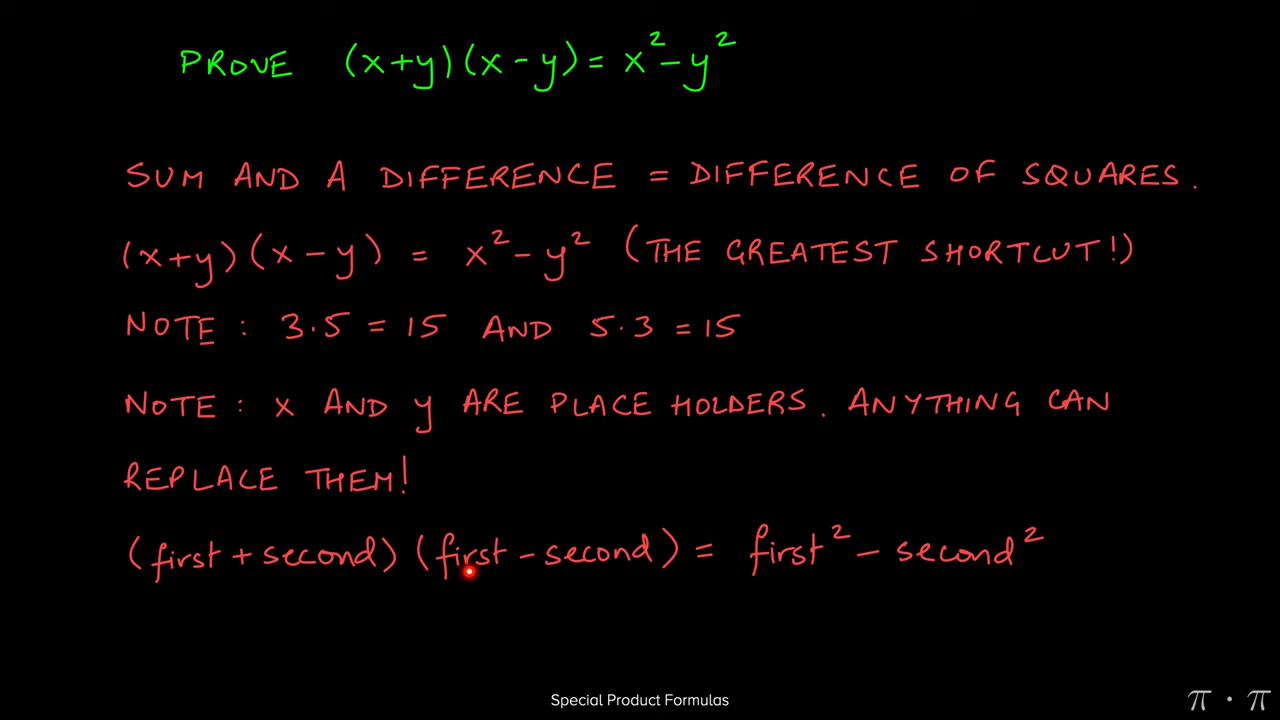 PROVE (x+y)(x-y) = x² - y²
SUM AND A DIFFERENCE = DIFFERENCE OF SQUARES.
(x+y)(x-y) = x² - y² (THE GREATEST SHORTCUT!)
NOTE: 3·5 = 15 AND 5·3 = 15
NOTE: x AND y ARE PLACE HOLDERS. ANYTHING CAN
REPLACE THEM!
(first + second)(first - second) = first² - second²
Special Product Formulas
π · π